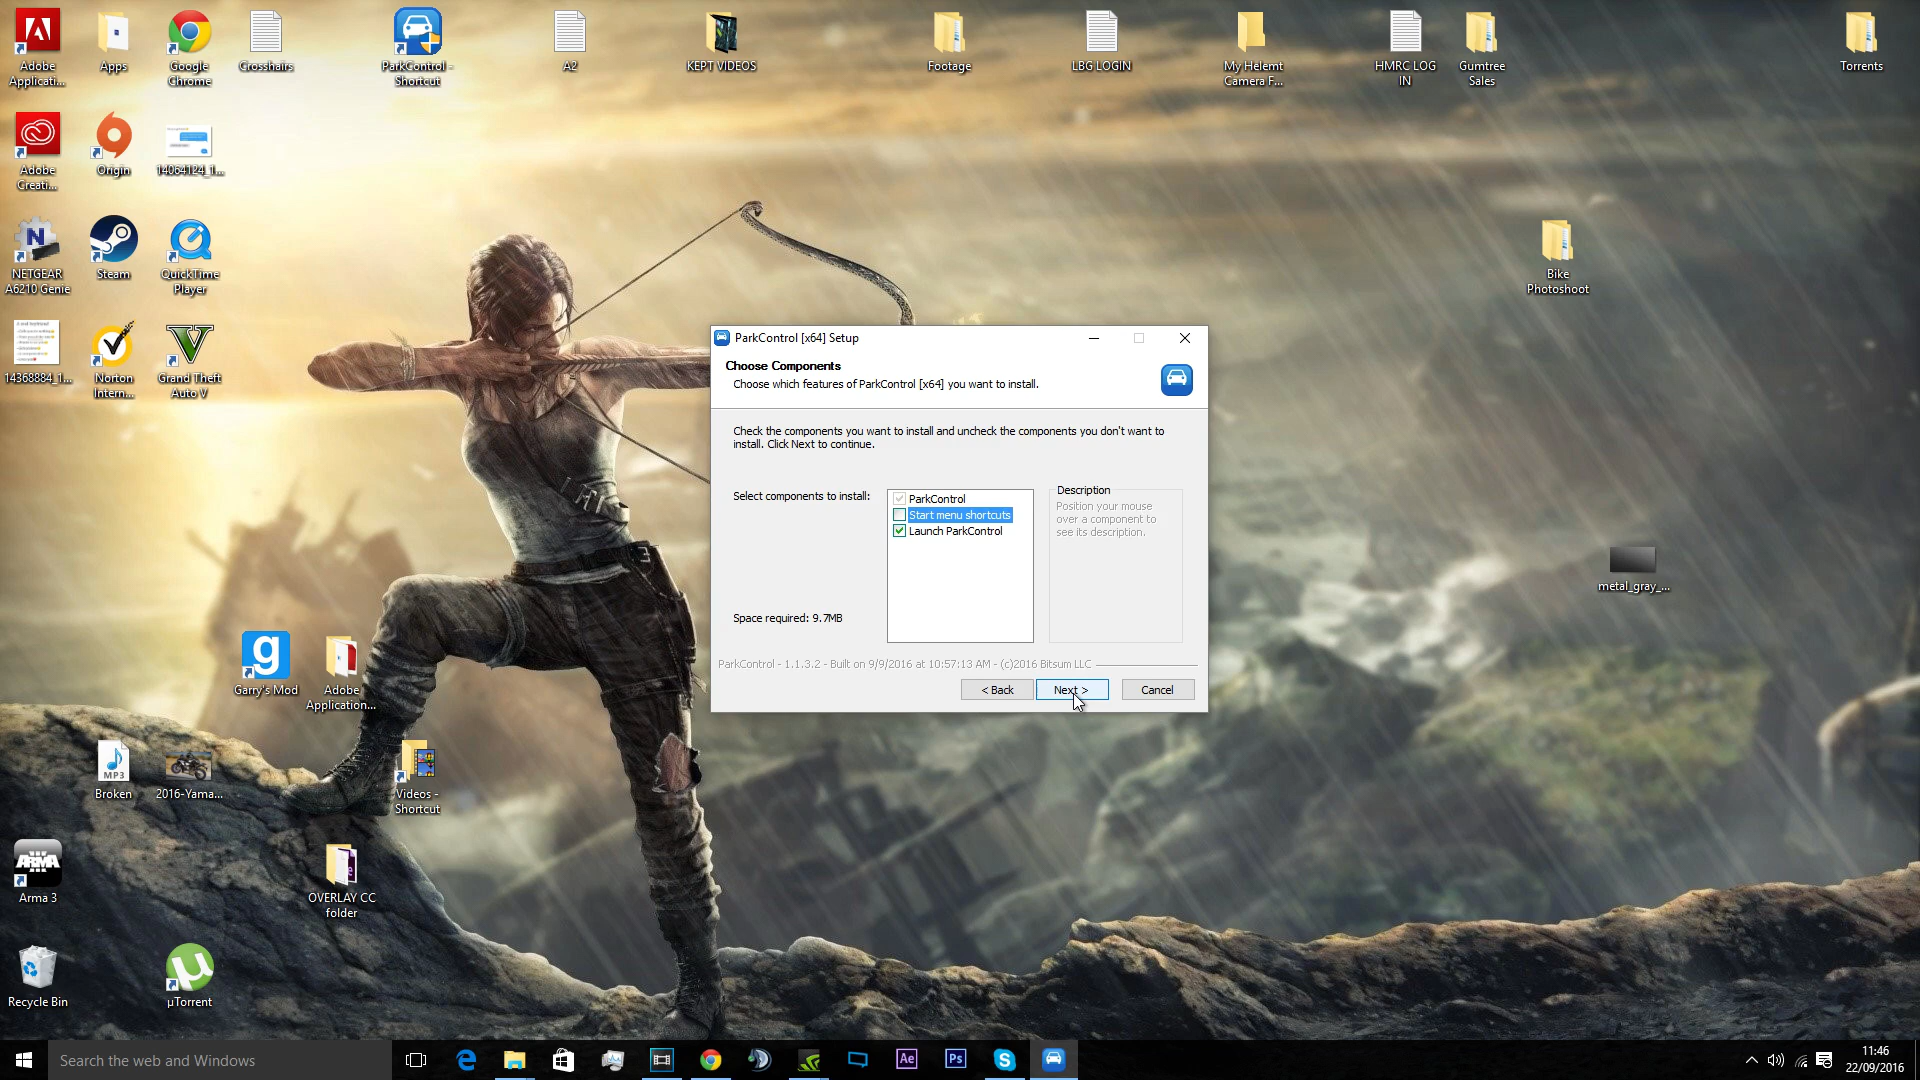 Adobe
Applicati...
Apps
Google
Chrome
Crosshairs
ParkControl -
Shortcut
A2
KEPT VIDEOS
Footage
LBG LOGIN
My Helemt
Camera F...
HMRC LOG
IN
Gumtree
Sales
Torrents
Adobe
Creati...
Origin
14064124_1...
NETGEAR
A6210 Genie
Steam
QuickTime
Player
Bike
Photoshoot
14368884_1...
Norton
Intern...
Grand Theft
Auto V
ParkControl [x64] Setup
Choose Components
Choose which features of ParkControl [x64] you want to install.
Check the components you want to install and uncheck the components you don't want to
install. Click Next to continue.
Select components to install:
ParkControl
Start menu shortcuts
Launch ParkControl
Description
Position your mouse
over a component to
see its description.
Space required: 9.7MB
ParkControl - 1.1.3.2 - Built on 9/9/2016 at 10:57:13 AM - (c)2016 Bitsum LLC
< Back
Next >
Cancel
metal_gray_...
g
Garry's Mod
Adobe
Application...
MP3
Broken
2016-Yama...
Videos -
Shortcut
ARMA
Arma 3
OVERLAY CC
folder
Recycle Bin
µTorrent
Search the web and Windows
Ae
Ps
11:46
22/09/2016